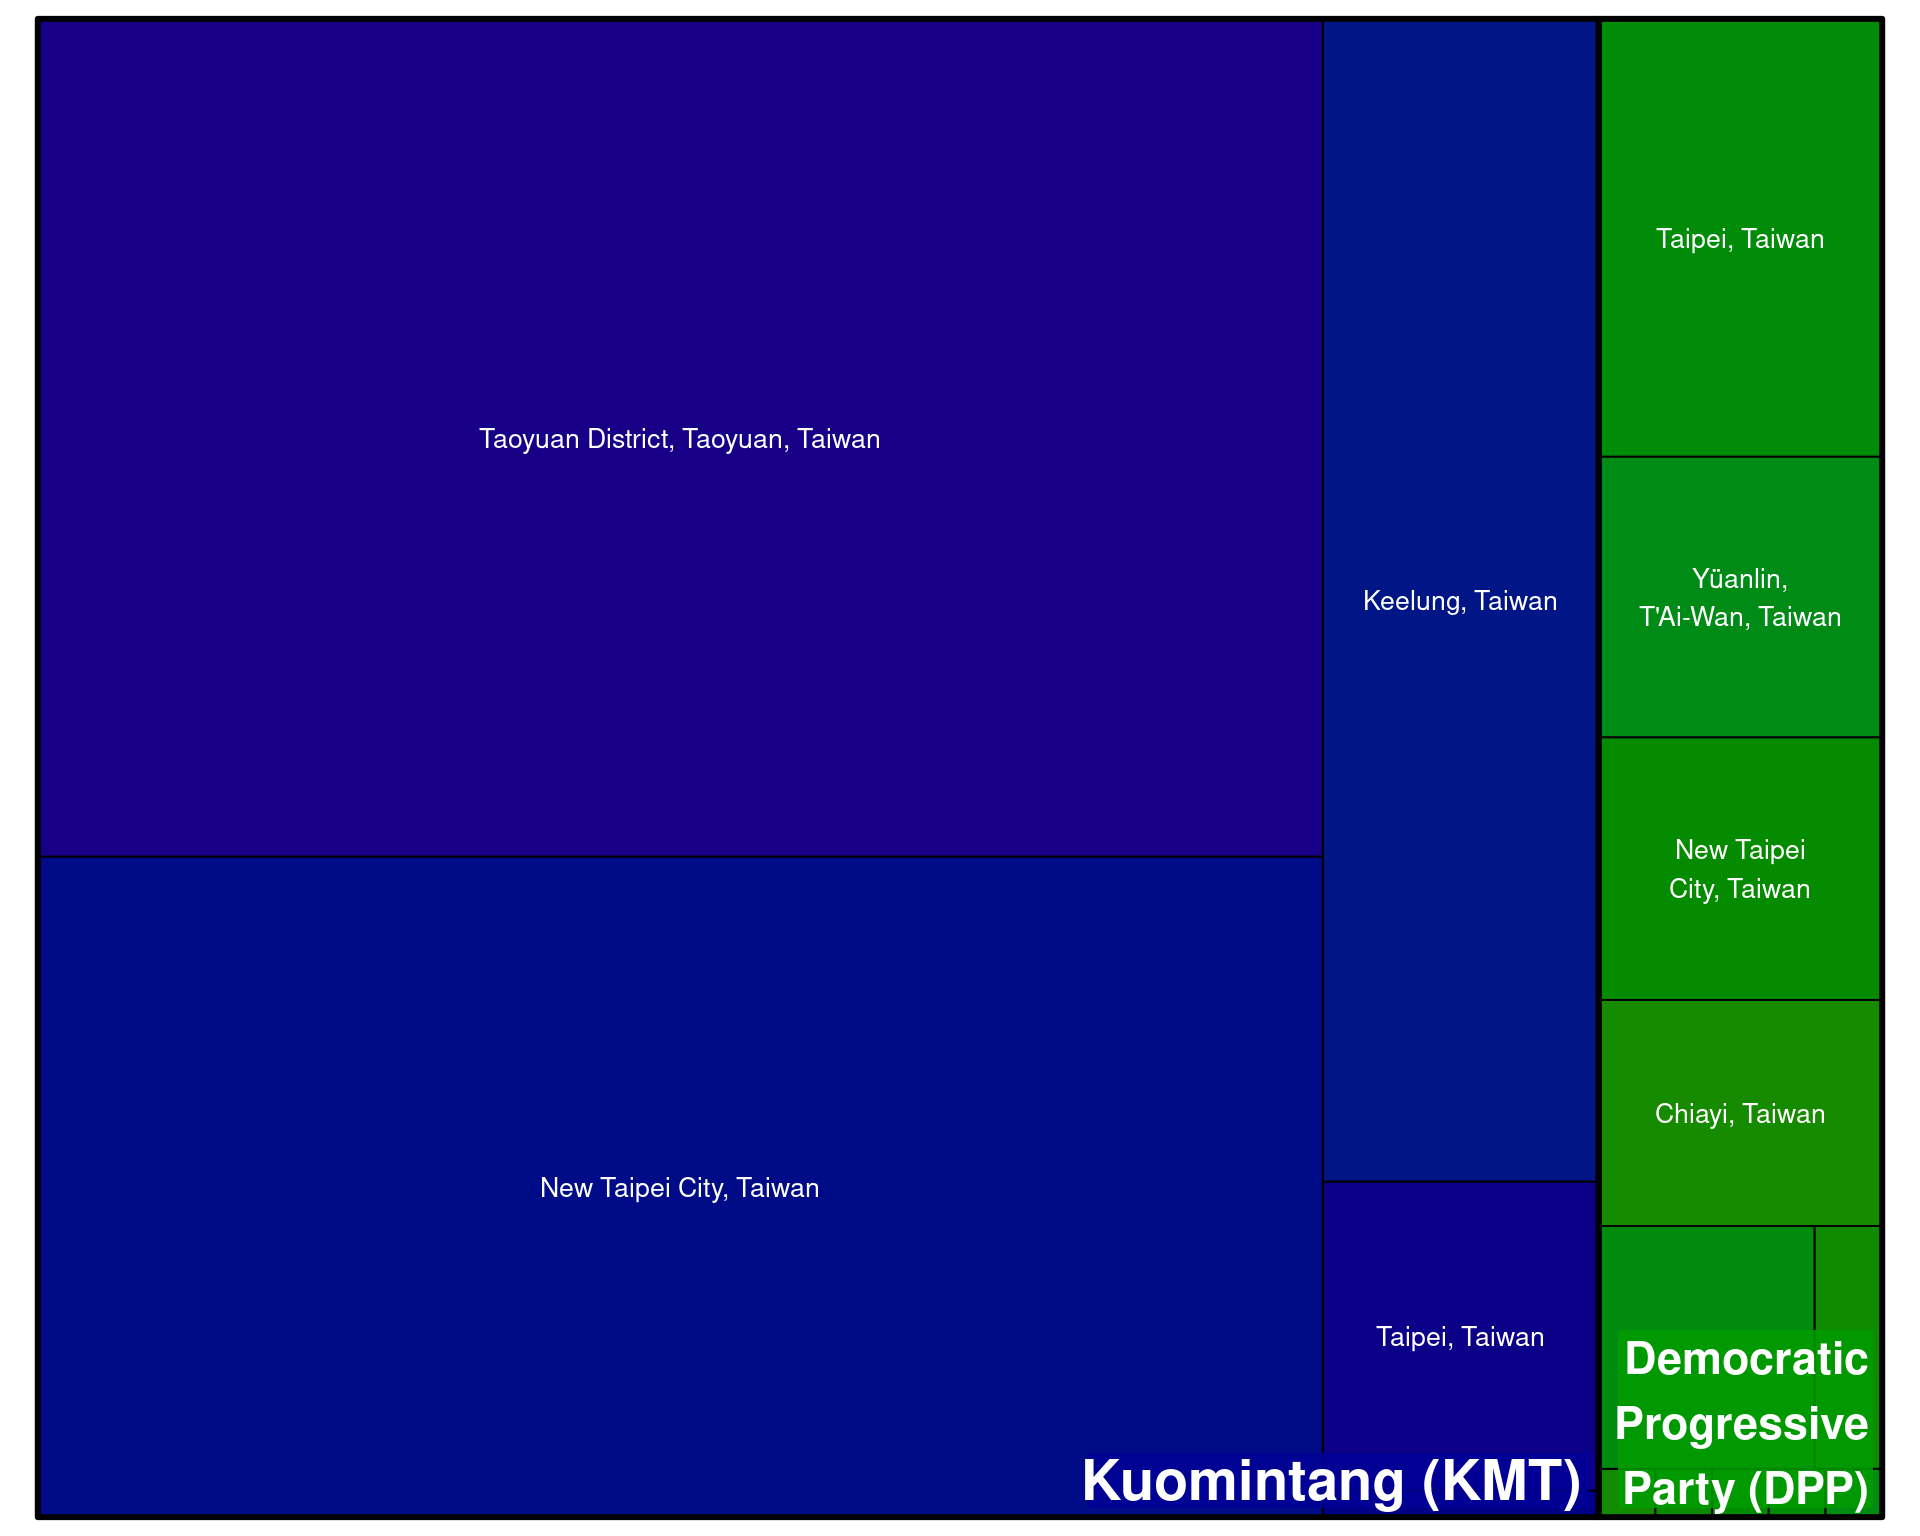 Taoyuan District, Taoyuan, Taiwan
New Taipei City, Taiwan
Keelung, Taiwan
Taipei, Taiwan
Kuomintang (KMT)
Taipei, Taiwan
Yüanlin,
T'Ai-Wan, Taiwan
New Taipei
City, Taiwan
Chiayi, Taiwan
Democratic
Progressive
Party (DPP)